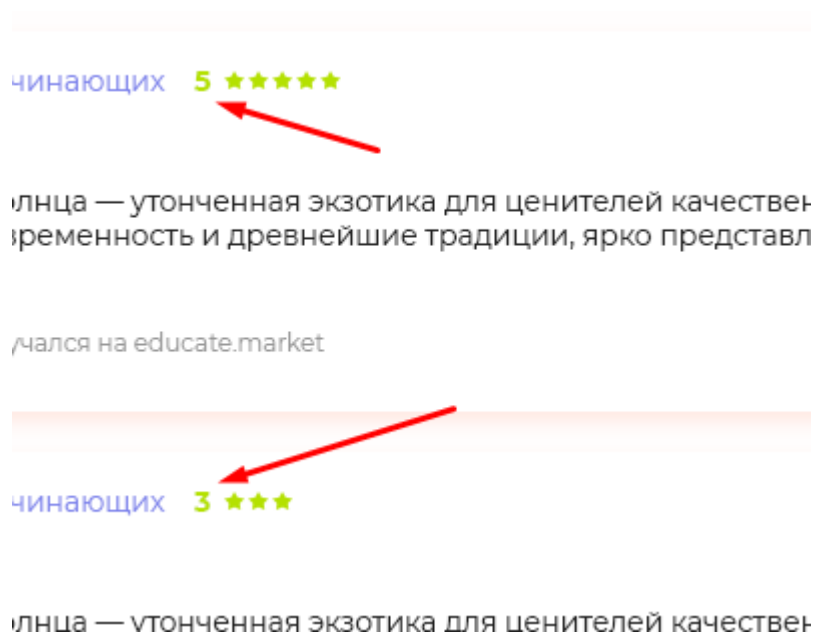 чинающих 5 ★★★★★
олнца — утонченная экзотика для ценителей качествен
временность и древнейшие традиции, ярко представл
учался на educate.market
чинающих 3 ★★★
олнца — утонченная экзотика для ценителей качествен